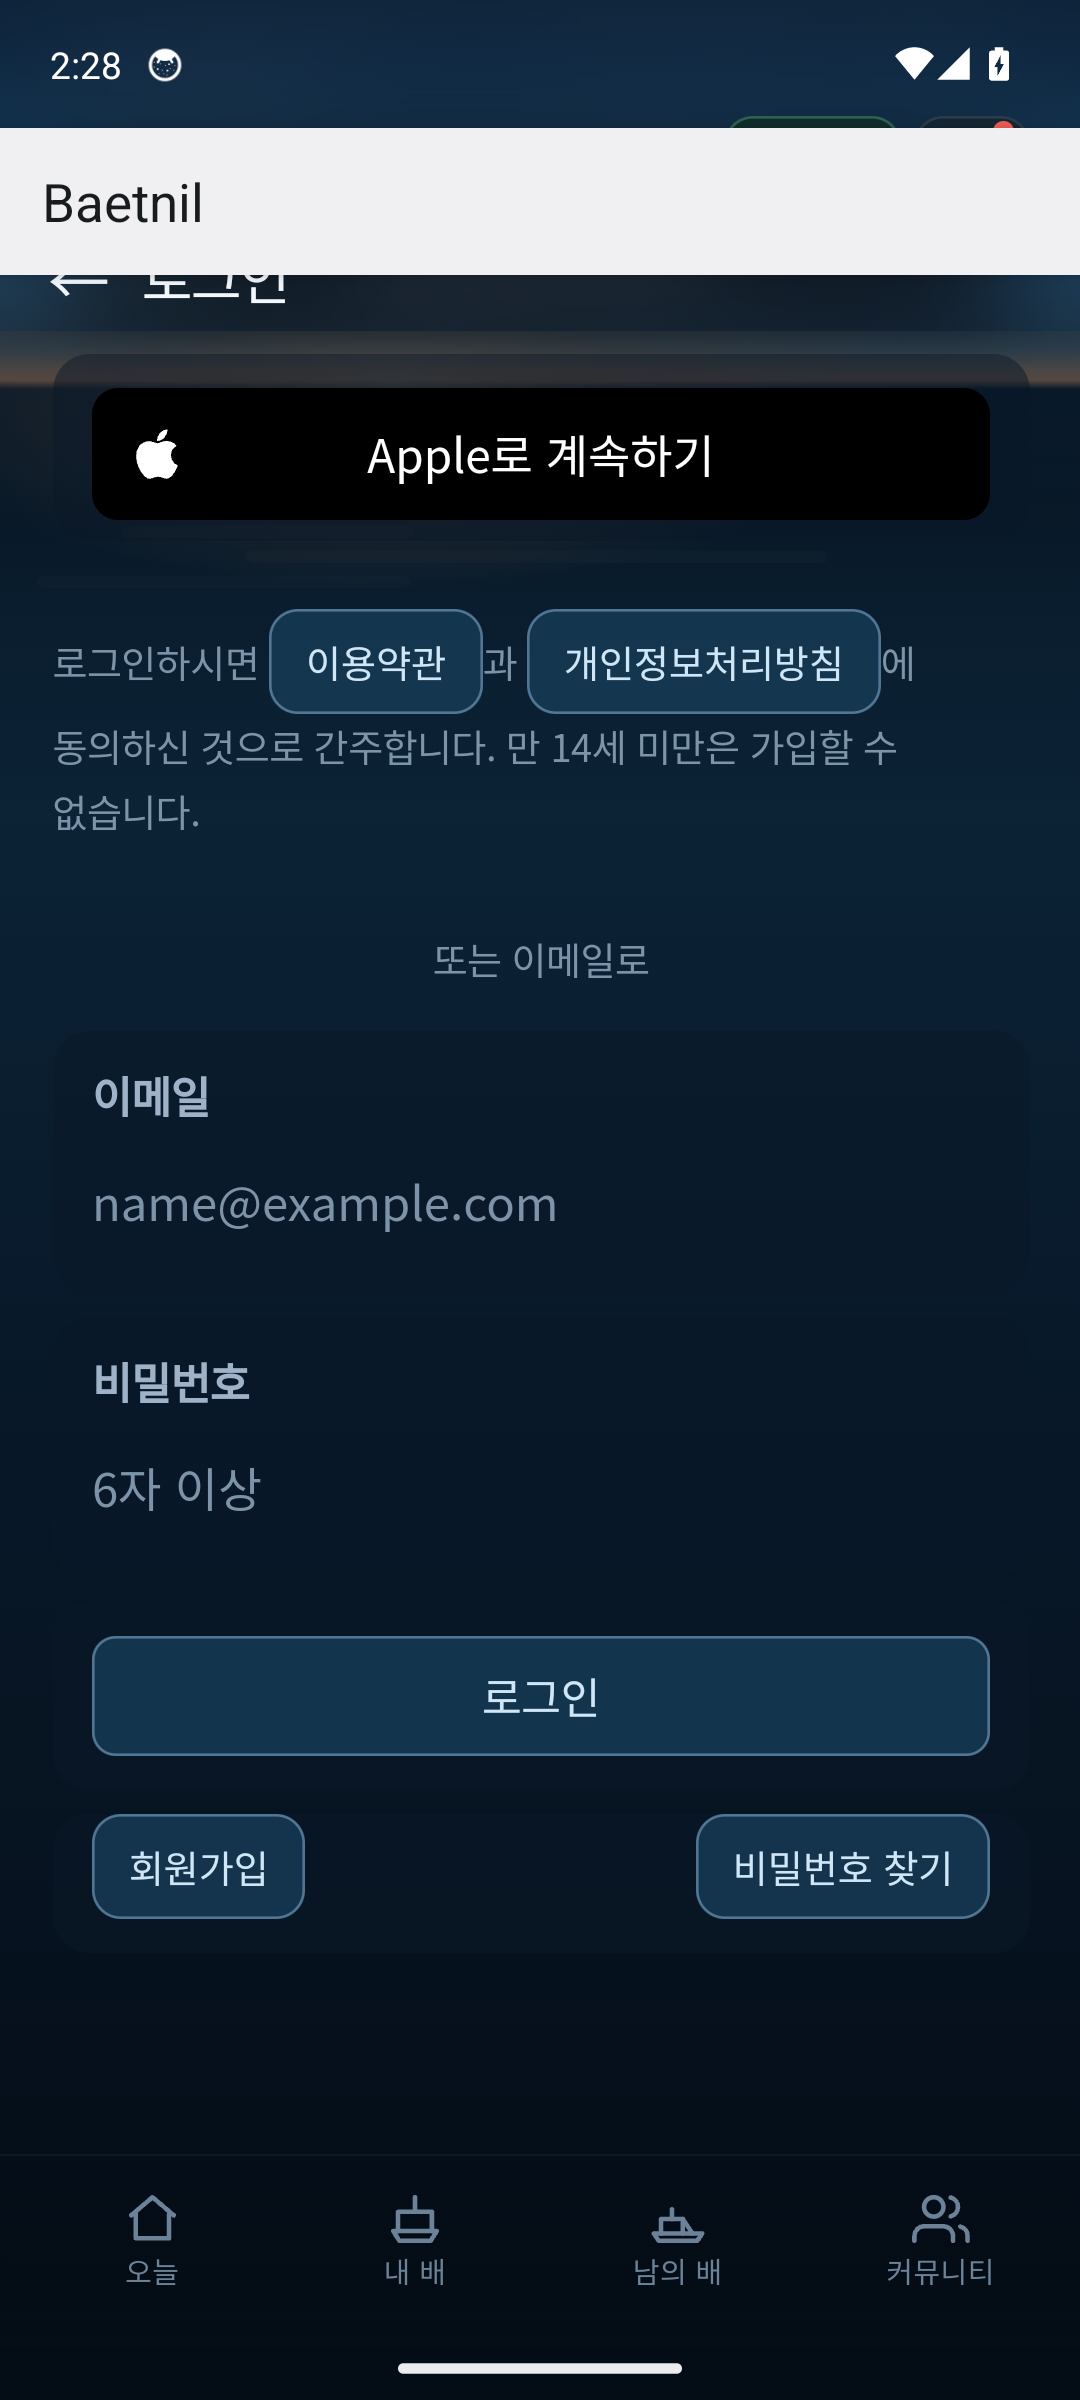 2:28
Baetnil
로그인
Apple로 계속하기
로그인하시면 이용약관과 개인정보처리방침에
동의하신 것으로 간주합니다. 만 14세 미만은 가입할 수
없습니다.
또는 이메일로
이메일
name@example.com
비밀번호
6자 이상
로그인
회원가입 비밀번호 찾기
오늘 내 배 남의 배 커뮤니티